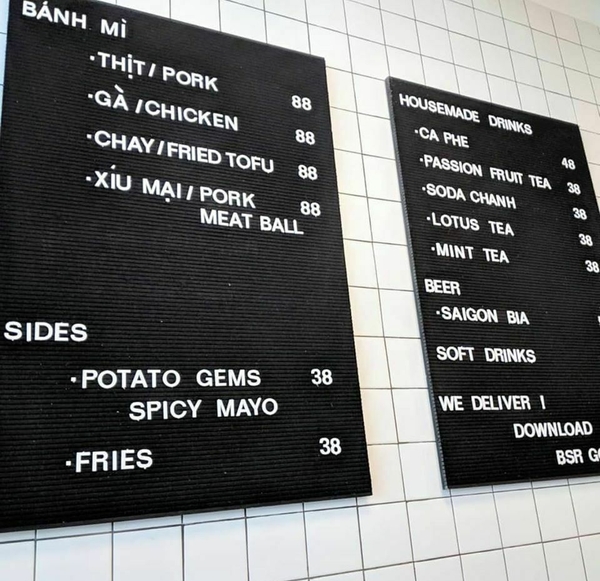 BÁNH MÌ
·THỊT/ PORK 88
·GÀ /CHICKEN 88
·CHAY/FRIED TOFU 88
·XÍU MẠI/ PORK 88
MEAT BALL
SIDES
·POTATO GEMS 38
SPICY MAYO
·FRIES 38
HOUSEMADE DRINKS
·CA PHE 48
·PASSION FRUIT TEA 38
·SODA CHANH 38
·LOTUS TEA 38
·MINT TEA 38
BEER
·SAIGON BIA
SOFT DRINKS
WE DELIVER !
DOWNLOAD
BSR